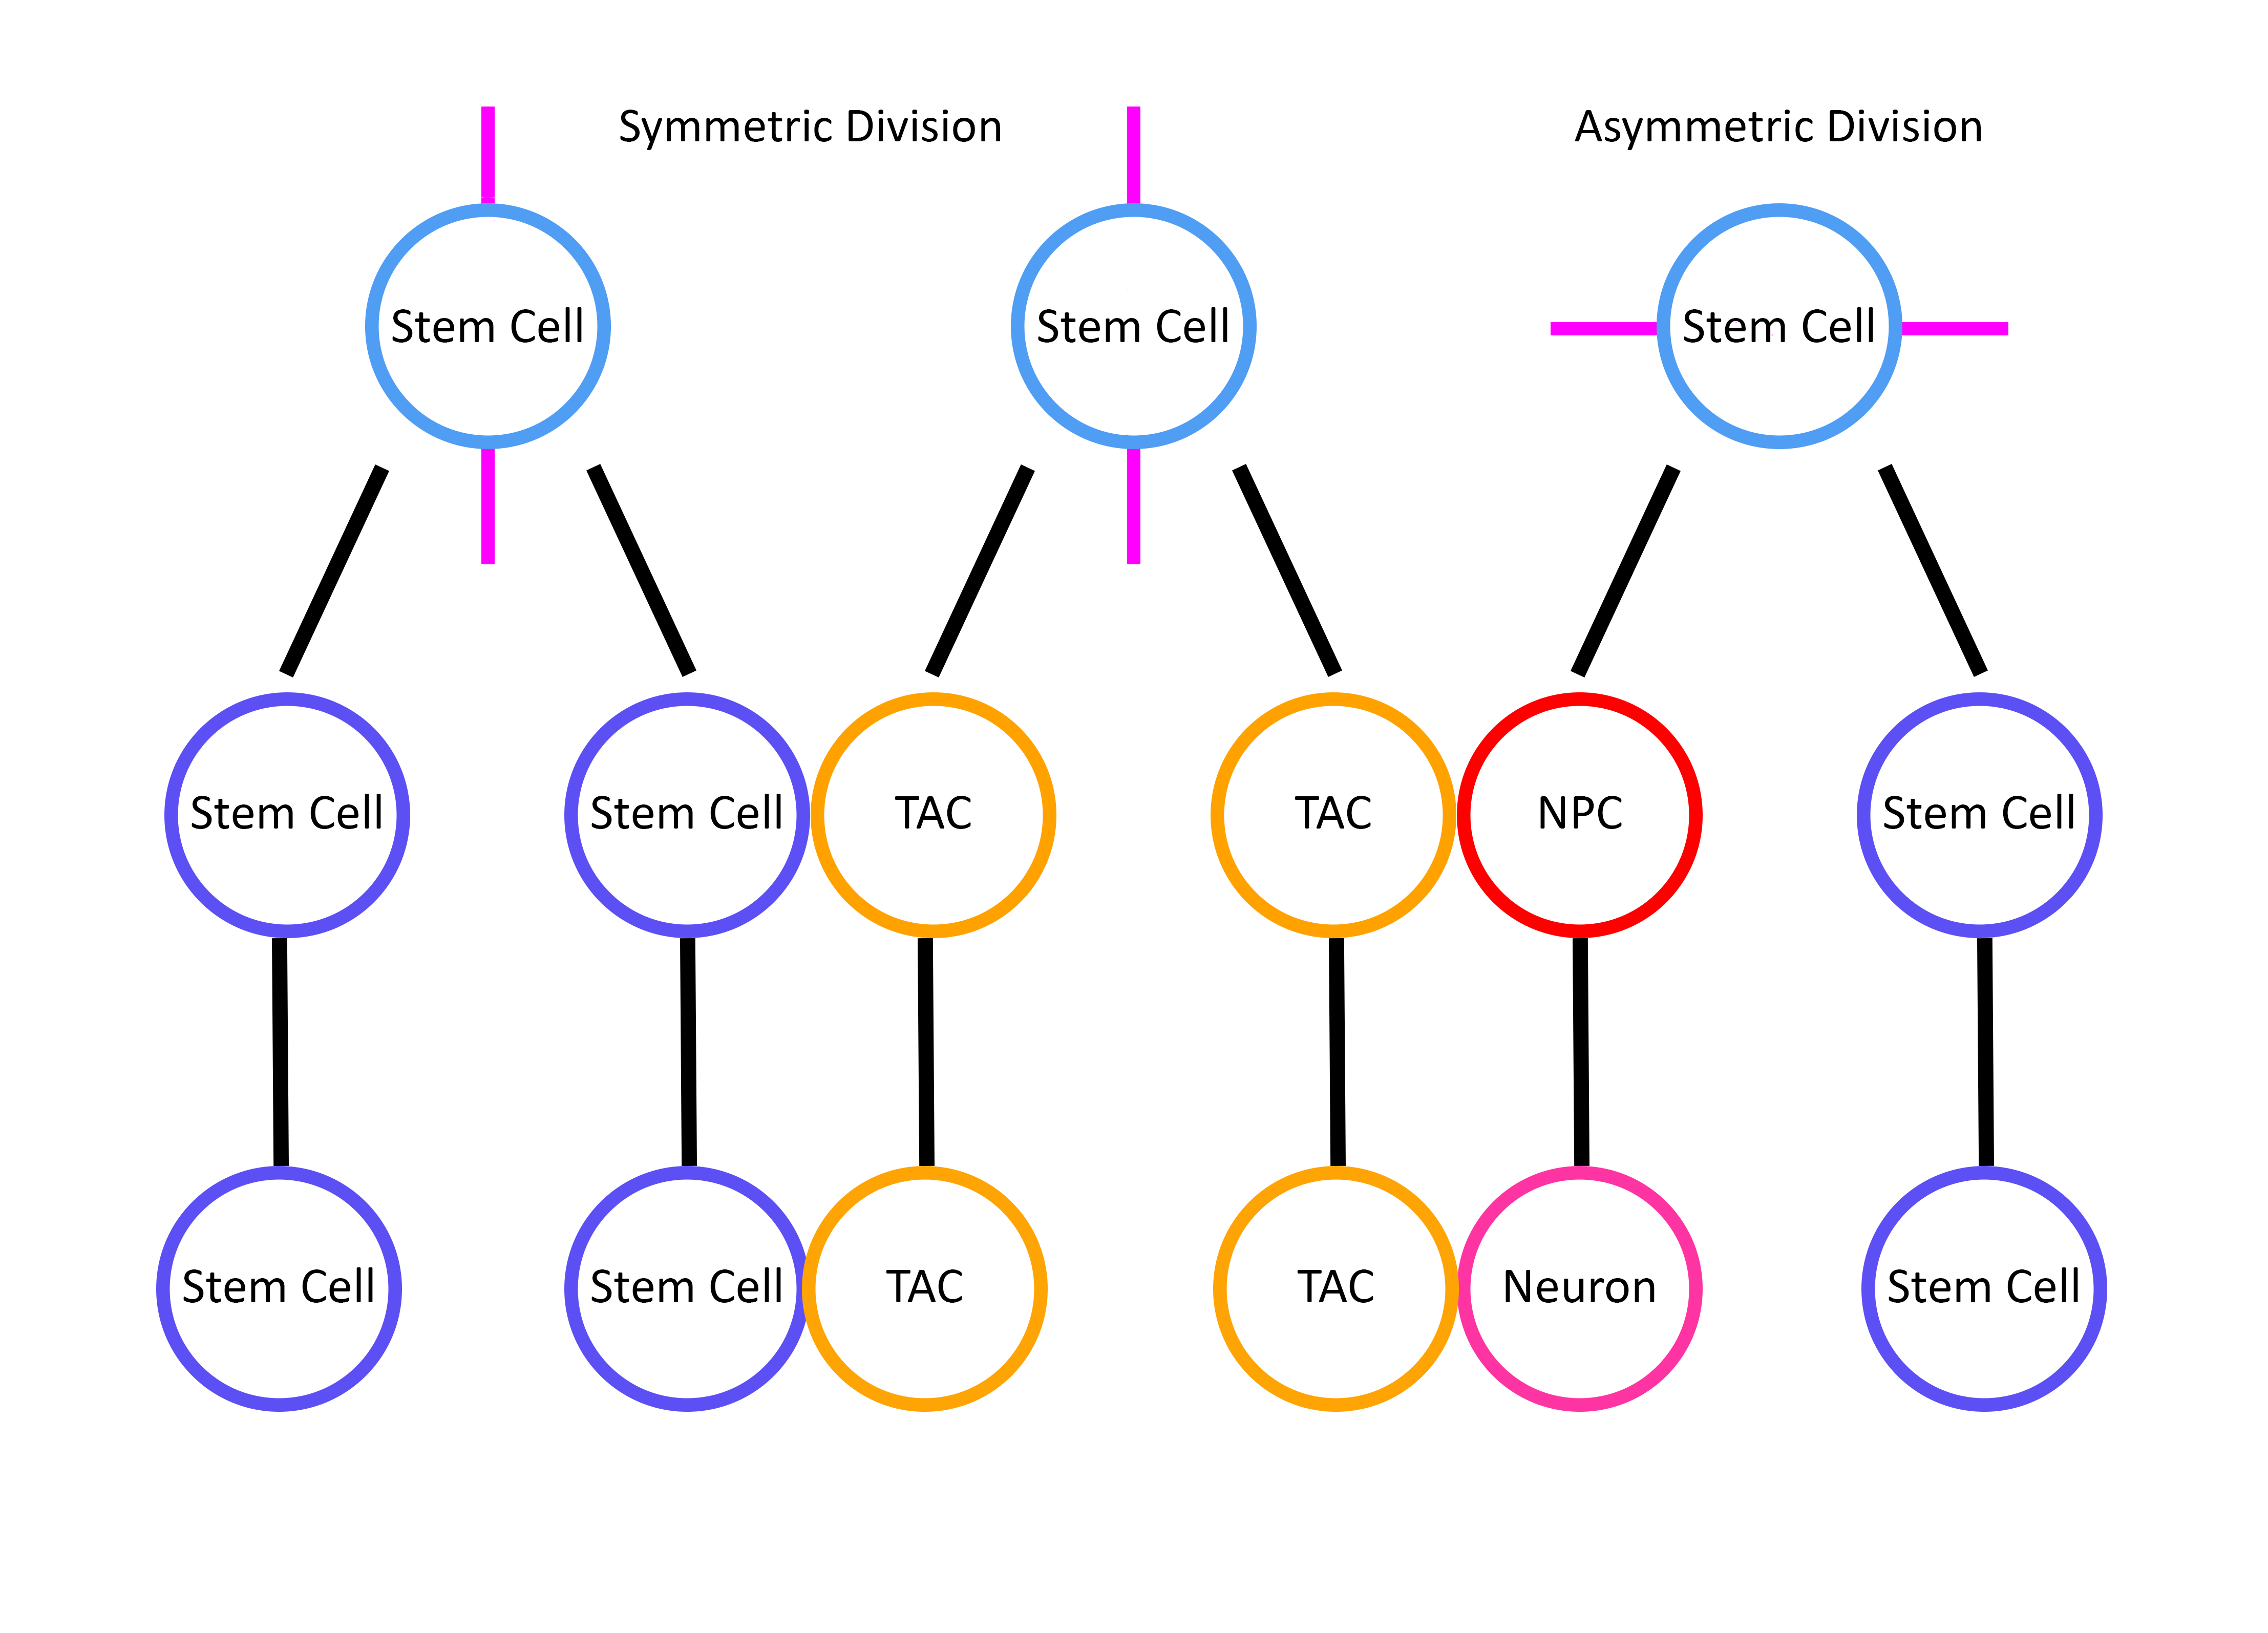 Symmetric Division
Asymmetric Division
Stem Cell
Stem Cell
Stem Cell
Stem Cell
Stem Cell
TAC
TAC
NPC
Stem Cell
Stem Cell
Stem Cell
TAC
TAC
Neuron
Stem Cell